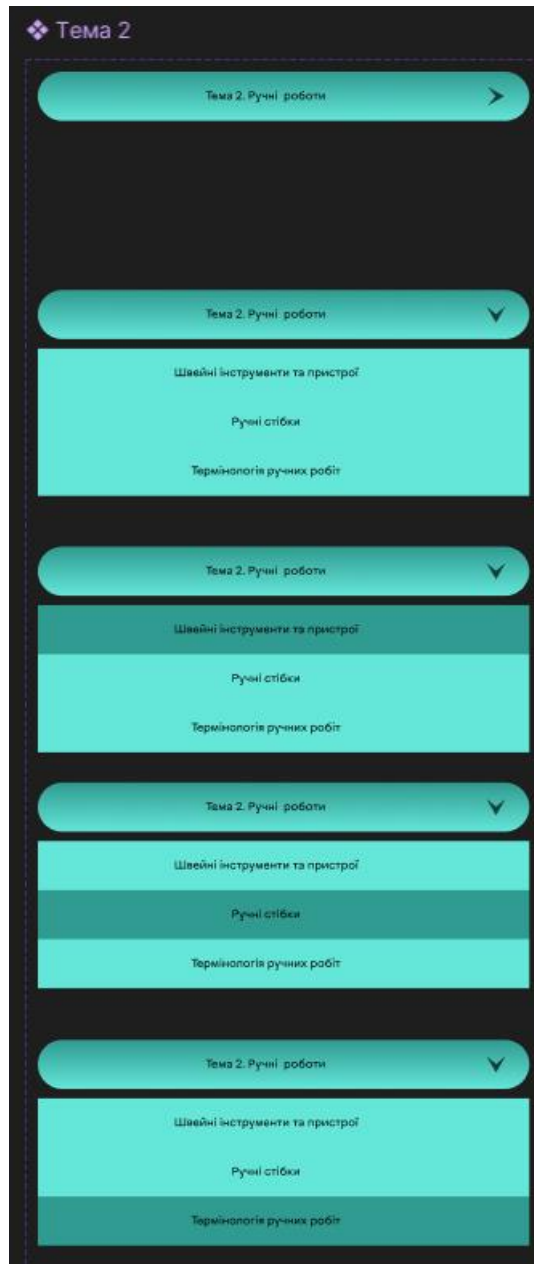 Тема 2
Тема 2. Ручні роботи
Тема 2. Ручні роботи
Швейні інструменти та пристрої
Ручні стібки
Термінологія ручних робіт
Тема 2. Ручні роботи
Швейні інструменти та пристрої
Ручні стібки
Термінологія ручних робіт
Тема 2. Ручні роботи
Швейні інструменти та пристрої
Ручні стібки
Термінологія ручних робіт
Тема 2. Ручні роботи
Швейні інструменти та пристрої
Ручні стібки
Термінологія ручних робіт